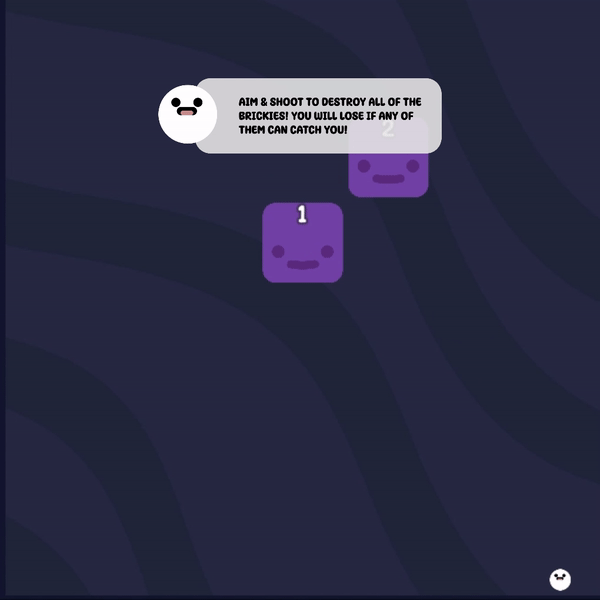 AIM & SHOOT TO DESTROY ALL OF THE
BRICKIES! YOU WILL LOSE IF ANY OF
THEM CAN CATCH YOU!
2
1